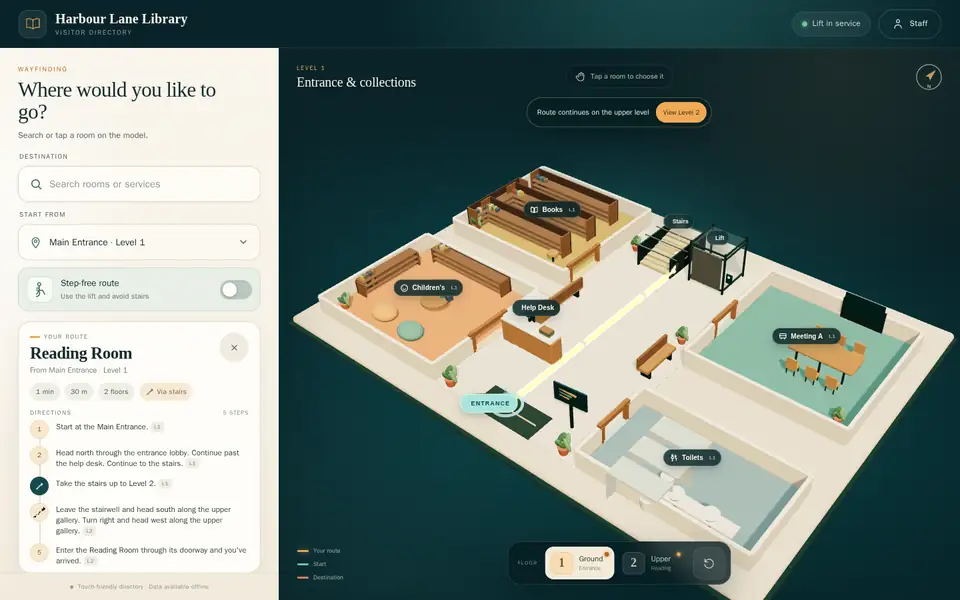 Harbour Lane Library
VISITOR DIRECTORY
Lift in service
Staff
WAYFINDING
Where would you like to
go?
Search or tap a room on the model.
DESTINATION
Search rooms or services
START FROM
Main Entrance · Level 1
Step-free route
Use the lift and avoid stairs
YOUR ROUTE
Reading Room
From Main Entrance · Level 1
1 min
30 m
2 floors
Via stairs
DIRECTIONS
5 STEPS
1
Start at the Main Entrance. L1
2
Head north through the entrance lobby. Continue past
the help desk. Continue to the stairs. L1
Take the stairs up to Level 2. L1
Leave the stairwell and head south along the upper
gallery. Turn right and head west along the upper
gallery. L2
5
Enter the Reading Room through its doorway and you've
arrived. L2
Touch-friendly directory · Data available offline
LEVEL 1
Entrance & collections
Tap a room to choose it
Route continues on the upper level
View Level 2
N
Books L1
Stairs
Lift
Children's L1
Help Desk
Meeting A L1
ENTRANCE
Toilets L1
Your route
Start
Destination
FLOOR
1
Ground
Entrance
2
Upper
Reading